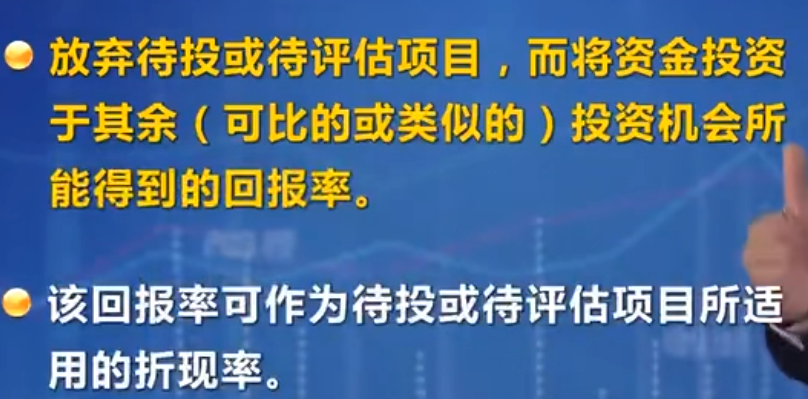 放弃待投或待评估项目，而将资金投资
于其余（可比的或类似的）投资机会所
能得到的回报率。
该回报率可作为待投或待评估项目所适
用的折现率。